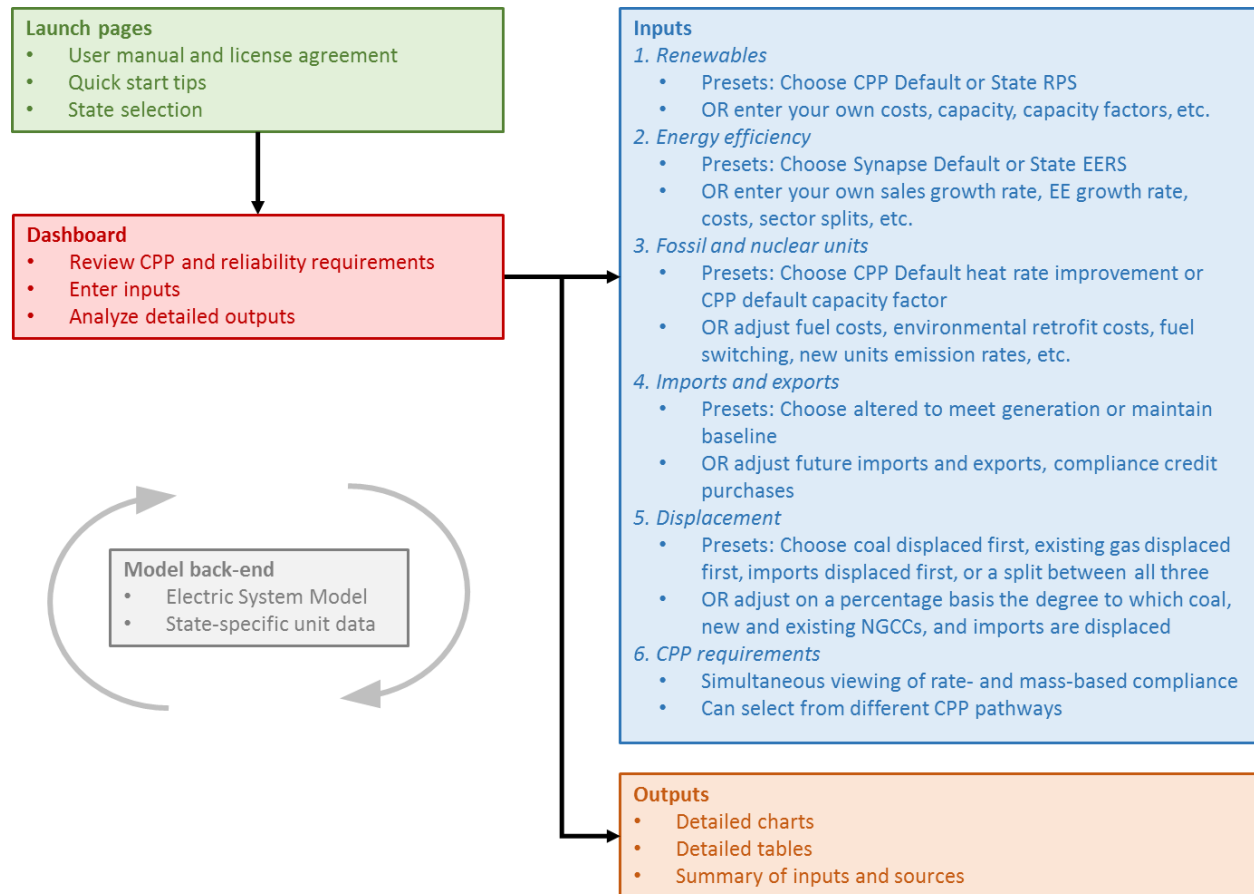 Launch pages
• User manual and license agreement
• Quick start tips
• State selection
Dashboard
• Review CPP and reliability requirements
• Enter inputs
• Analyze detailed outputs
Model back-end
• Electric System Model
• State-specific unit data
Inputs
1. Renewables
• Presets: Choose CPP Default or State RPS
• OR enter your own costs, capacity, capacity factors, etc.
2. Energy efficiency
• Presets: Choose Synapse Default or State EERS
• OR enter your own sales growth rate, EE growth rate,
costs, sector splits, etc.
3. Fossil and nuclear units
• Presets: Choose CPP Default heat rate improvement or
CPP default capacity factor
• OR adjust fuel costs, environmental retrofit costs, fuel
switching, new units emission rates, etc.
4. Imports and exports
• Presets: Choose altered to meet generation or maintain
baseline
• OR adjust future imports and exports, compliance credit
purchases
5. Displacement
• Presets: Choose coal displaced first, existing gas displaced
first, imports displaced first, or a split between all three
• OR adjust on a percentage basis the degree to which coal,
new and existing NGCCs, and imports are displaced
6. CPP requirements
• Simultaneous viewing of rate- and mass-based compliance
• Can select from different CPP pathways
Outputs
• Detailed charts
• Detailed tables
• Summary of inputs and sources